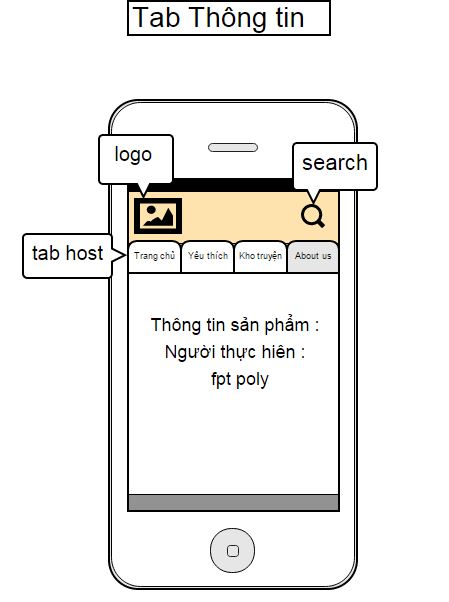 Tab Thông tin
logo
search
tab host
Trang chủ
Yêu thích
Kho truyện
About us
Thông tin sản phẩm :
Người thực hiên :
fpt poly